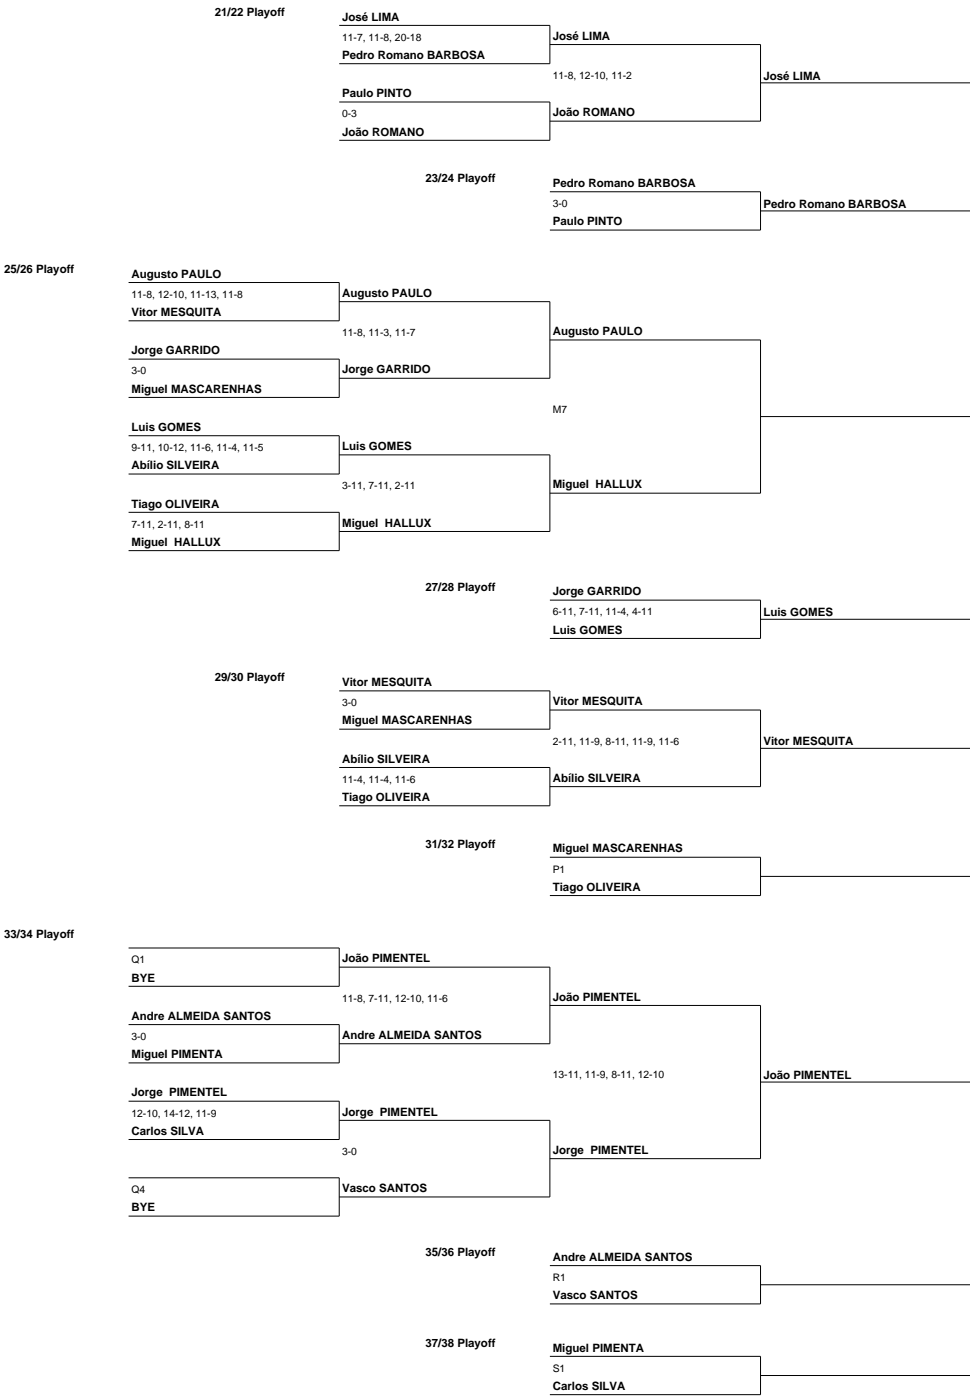 21/22 Playoff
José LIMA
11-7, 11-8, 20-18
José LIMA
Pedro Romano BARBOSA
11-8, 12-10, 11-2
José LIMA
Paulo PINTO
0-3
João ROMANO
João ROMANO
23/24 Playoff
Pedro Romano BARBOSA
3-0
Pedro Romano BARBOSA
Paulo PINTO
25/26 Playoff
Augusto PAULO
11-8, 12-10, 11-13, 11-8
Augusto PAULO
Vitor MESQUITA
11-8, 11-3, 11-7
Augusto PAULO
Jorge GARRIDO
3-0
Jorge GARRIDO
Miguel MASCARENHAS
M7
Luis GOMES
9-11, 10-12, 11-6, 11-4, 11-5
Luis GOMES
Abílio SILVEIRA
3-11, 7-11, 2-11
Miguel HALLUX
Tiago OLIVEIRA
7-11, 2-11, 8-11
Miguel HALLUX
Miguel HALLUX
27/28 Playoff
Jorge GARRIDO
6-11, 7-11, 11-4, 4-11
Luis GOMES
Luis GOMES
29/30 Playoff
Vitor MESQUITA
3-0
Vitor MESQUITA
Miguel MASCARENHAS
2-11, 11-9, 8-11, 11-9, 11-6
Vitor MESQUITA
Abílio SILVEIRA
11-4, 11-4, 11-6
Abílio SILVEIRA
Tiago OLIVEIRA
31/32 Playoff
Miguel MASCARENHAS
P1
Tiago OLIVEIRA
33/34 Playoff
Q1
João PIMENTEL
BYE
11-8, 7-11, 12-10, 11-6
João PIMENTEL
Andre ALMEIDA SANTOS
3-0
Andre ALMEIDA SANTOS
Miguel PIMENTA
13-11, 11-9, 8-11, 12-10
João PIMENTEL
Jorge PIMENTEL
12-10, 14-12, 11-9
Jorge PIMENTEL
Carlos SILVA
3-0
Jorge PIMENTEL
Q4
Vasco SANTOS
BYE
35/36 Playoff
Andre ALMEIDA SANTOS
R1
Vasco SANTOS
37/38 Playoff
Miguel PIMENTA
S1
Carlos SILVA